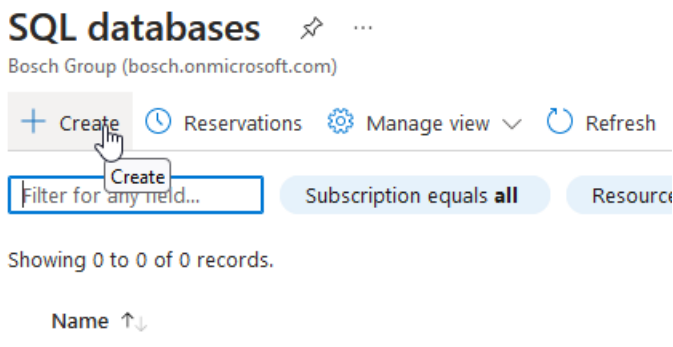 SQL databases
Bosch Group (bosch.onmicrosoft.com)
Create Reservations Manage view Refresh
Create
Filter for any field...
Subscription equals all
Resource
Showing 0 to 0 of 0 records.
Name